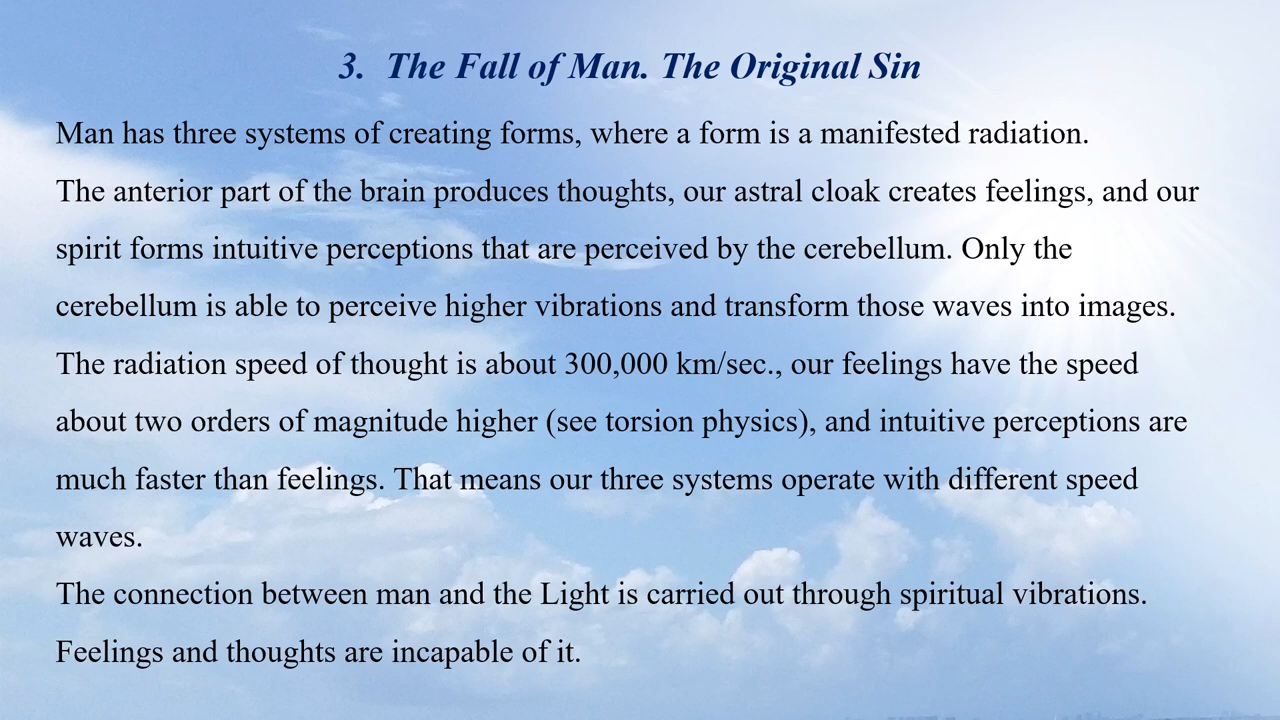 3. The Fall of Man. The Original Sin
Man has three systems of creating forms, where a form is a manifested radiation.
The anterior part of the brain produces thoughts, our astral cloak creates feelings, and our
spirit forms intuitive perceptions that are perceived by the cerebellum. Only the
cerebellum is able to perceive higher vibrations and transform those waves into images.
The radiation speed of thought is about 300,000 km/sec., our feelings have the speed
about two orders of magnitude higher (see torsion physics), and intuitive perceptions are
much faster than feelings. That means our three systems operate with different speed
waves.
The connection between man and the Light is carried out through spiritual vibrations.
Feelings and thoughts are incapable of it.